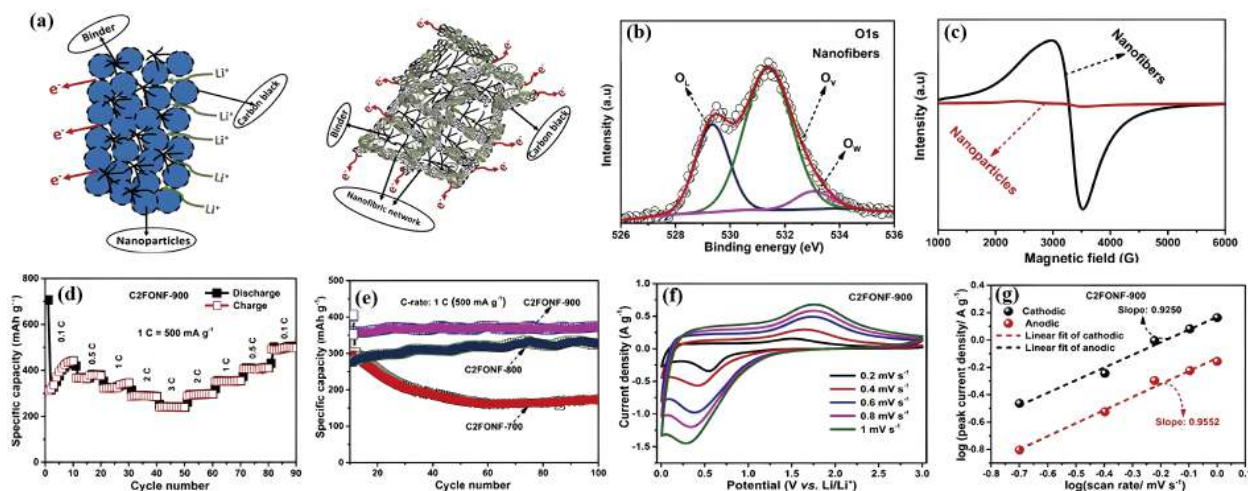 (a)
Binder
Li⁺
e⁻
Li⁺
Carbon black
e⁻
Li⁺
Li⁺
e⁻
Li⁺
Li⁺
Nanoparticles
e⁻
e⁻
e⁻
e⁻
e⁻
Binder
e⁻
Carbon black
e⁻
e⁻
e⁻
e⁻
Nanofibric network
(b)
O1s
Nanofibers
O_L
O_V
O_W
Intensity (a.u)
526 528 530 532 534 536
Binding energy (eV)
(c)
Nanofibers
Nanoparticles
Intensity (a.u)
1000 2000 3000 4000 5000 6000
Magnetic field (G)
(d)
C2FONF-900
Discharge
Charge
1 C = 500 mA g⁻¹
0.1 C
0.5 C
1 C
2 C
3 C
2 C
1 C
0.5 C
0.1 C
Specific capacity (mAh g⁻¹)
800
600
400
200
0
0 10 20 30 40 50 60 70 80 90
Cycle number
(e)
C-rate: 1 C (500 mA g⁻¹)
C2FONF-900
C2FONF-800
C2FONF-700
Specific capacity (mAh g⁻¹)
500
400
300
200
100
0
20 40 60 80 100
Cycle number
(f)
C2FONF-900
0.2 mV s⁻¹
0.4 mV s⁻¹
0.6 mV s⁻¹
0.8 mV s⁻¹
1 mV s⁻¹
Current density (A g⁻¹)
1.0
0.5
0.0
-0.5
-1.0
-1.5
0.0 0.5 1.0 1.5 2.0 2.5 3.0
Potential (V vs. Li/Li⁺)
(g)
C2FONF-900
Cathodic
Anodic
Linear fit of cathodic
Linear fit of anodic
Slope: 0.9250
Slope: 0.9552
log (peak current density/ A g⁻¹)
0.4
0.0
-0.4
-0.8
-0.8 -0.7 -0.6 -0.5 -0.4 -0.3 -0.2 -0.1 0.0 0.1
log(scan rate/ mV s⁻¹)